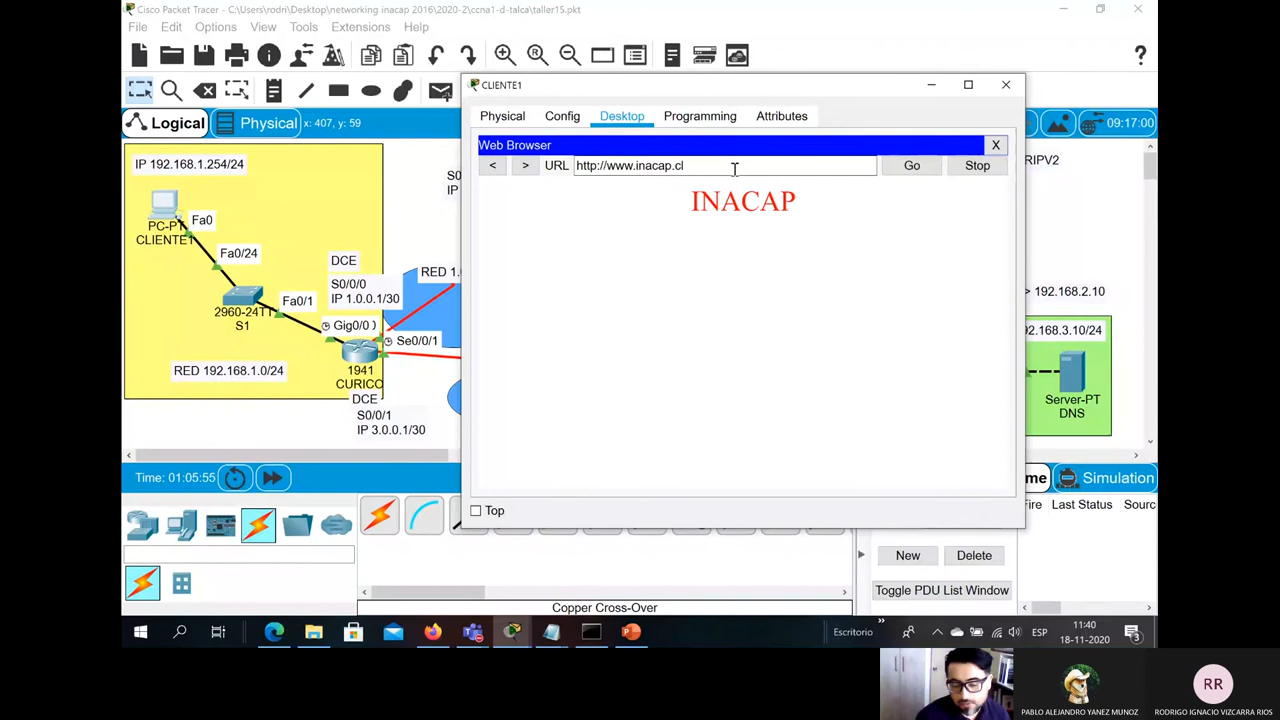 Cisco Packet Tracer - C:\Users\rodri\Desktop\networking inacap 2016\2020-2\ccna1-d-talca\taller15.pkt
File Edit Options View Tools Extensions Help
Logical Physical x: 407, y: 59
09:17:00
CLIENTE1
Physical Config Desktop Programming Attributes
Web Browser X
< > URL http://www.inacap.cl Go Stop
INACAP
IP 192.168.1.254/24
PC-PT
CLIENTE1
Fa0
Fa0/24
2960-24TT
S1
Fa0/1
RED 192.168.1.0/24
DCE
S0/0/0
IP 1.0.0.1/30
Gig0/0
Se0/0/1
1941
CURICO
DCE
S0/0/1
IP 3.0.0.1/30
S0
IP
RED 1.
RIPV2
> 192.168.2.10
92.168.3.10/24
Server-PT
DNS
Top
Time: 01:05:55
me Simulation
Fire Last Status Sourc
New Delete
Toggle PDU List Window
Copper Cross-Over
Escritorio » ESP 11:40
18-11-2020
3
RR
PABLO ALEJANDRO YANEZ MUNOZ
RODRIGO IGNACIO VIZCARRA RIOS